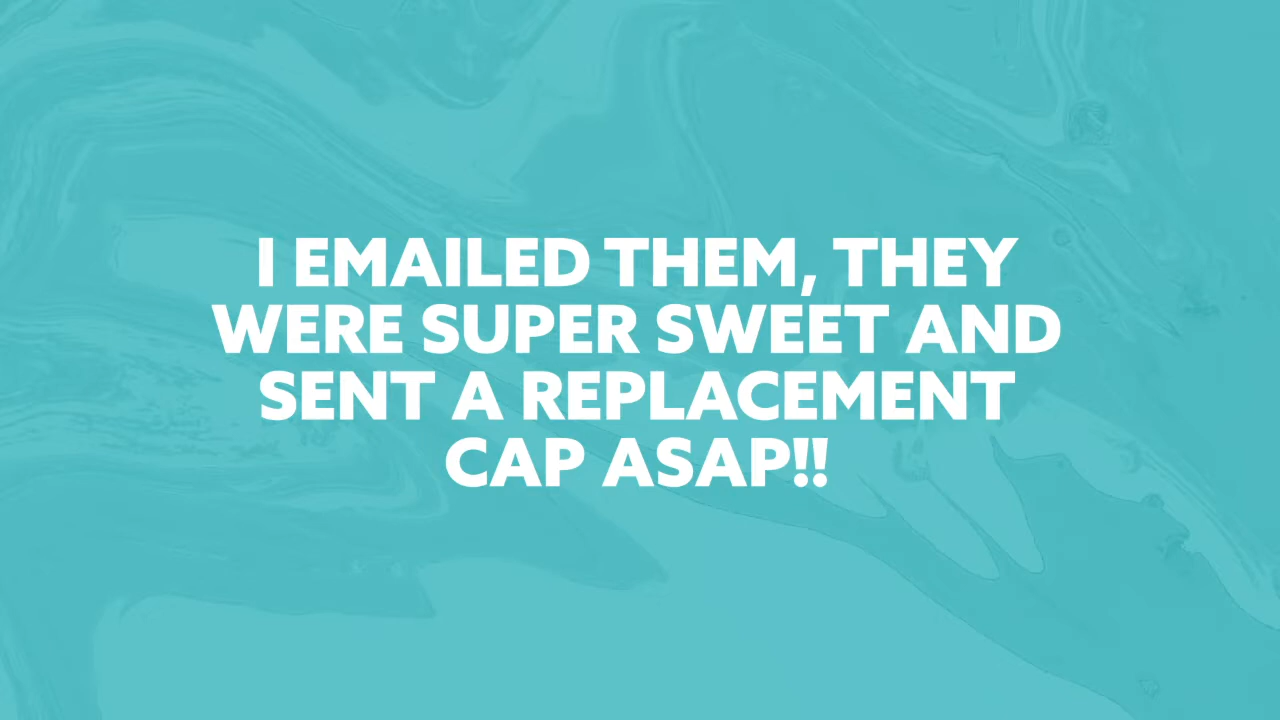 I EMAILED THEM, THEY
WERE SUPER SWEET AND
SENT A REPLACEMENT
CAP ASAP!!